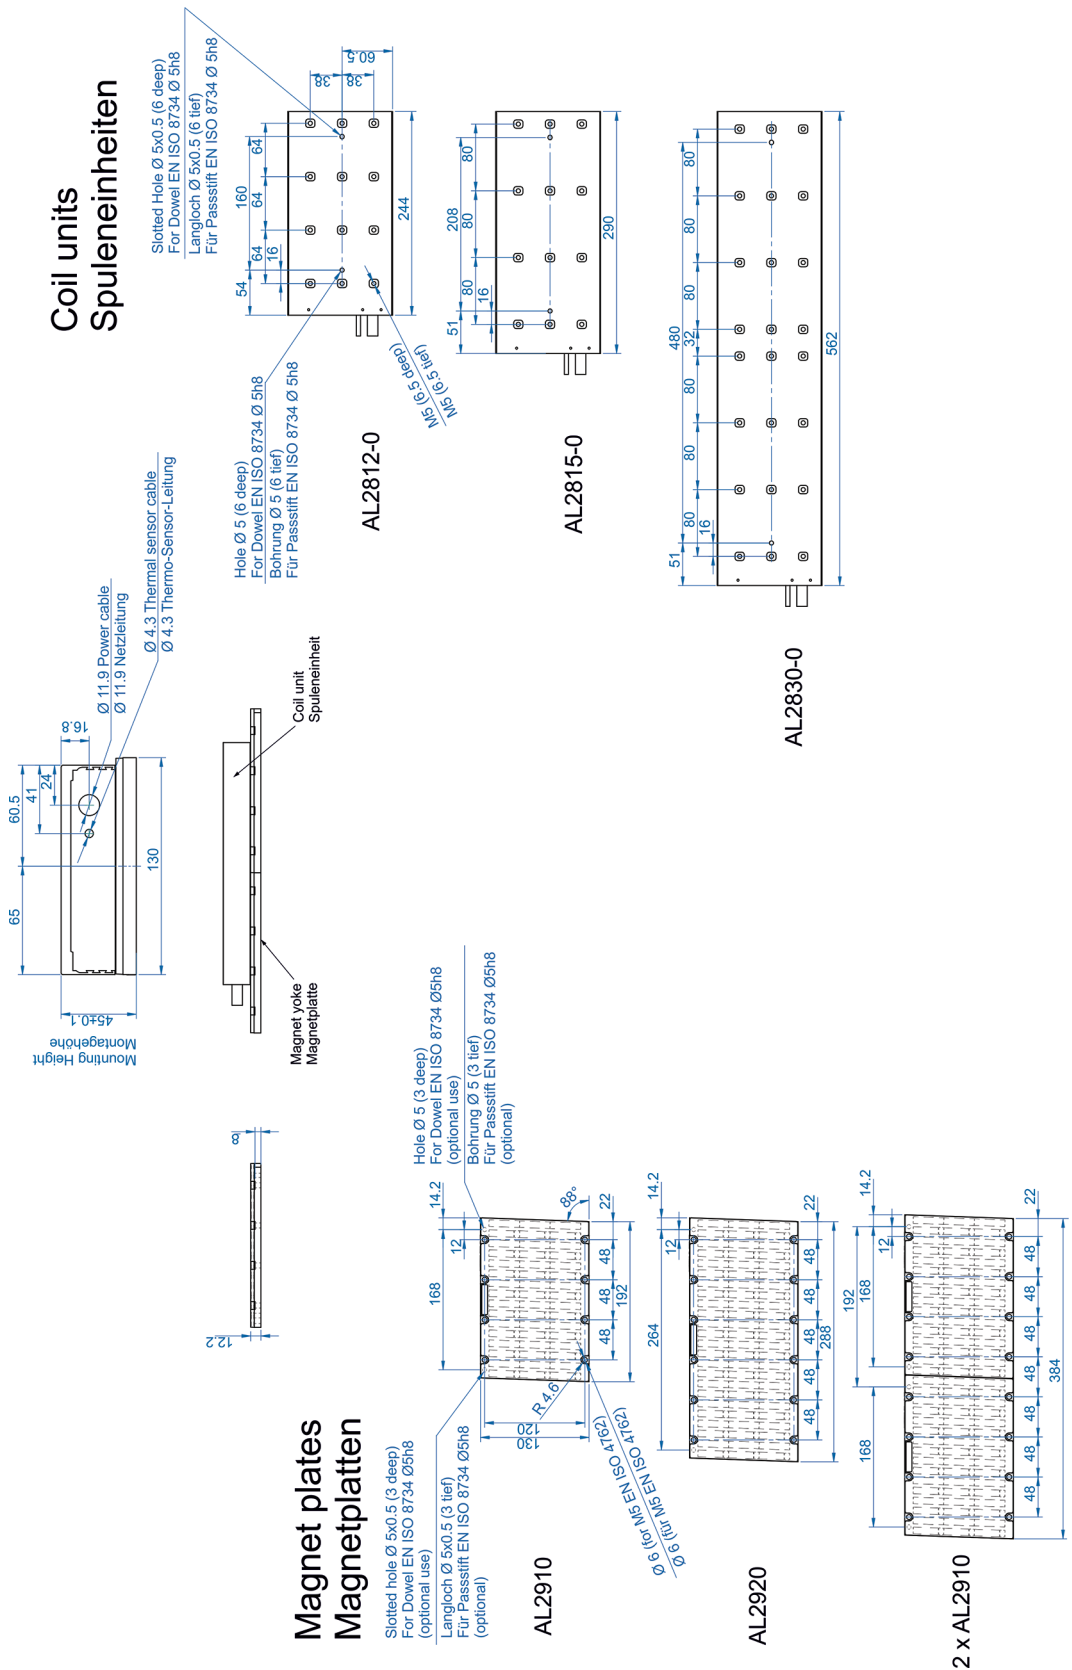 Coil units
Spuleneinheiten
Slotted Hole Ø 5x0.5 (6 deep)
For Dowel EN ISO 8734 Ø 5h8
Langloch Ø 5x0.5 (6 tief)
Für Passstift EN ISO 8734 Ø 5h8
60.5
38
38
64
160
64
64
16
54
244
Hole Ø 5 (6 deep)
For Dowel EN ISO 8734 Ø 5h8
Bohrung Ø 5 (6 tief)
Für Passstift EN ISO 8734 Ø 5h8
M5 (6.5 deep)
M5 (6.5 tief)
AL2812-0
80
208
80
80
16
51
290
AL2815-0
80
80
80
480
32
80
80
80
16
51
562
AL2830-0
Ø 11.9 Power cable
Ø 11.9 Netzleitung
Ø 4.3 Thermal sensor cable
Ø 4.3 Thermo-Sensor-Leitung
16.8
60.5
41
24
65
130
45±0.1
Mounting Height
Montagehöhe
Coil unit
Spuleneinheit
Magnet yoke
Magnetplatte
8
12.2
Magnet plates
Magnetplatten
Hole Ø 5 (3 deep)
For Dowel EN ISO 8734 Ø5h8
(optional use)
Bohrung Ø 5 (3 tief)
Für Passstift EN ISO 8734 Ø5h8
(optional)
Slotted hole Ø 5x0.5 (3 deep)
For Dowel EN ISO 8734 Ø5h8
(optional use)
Langloch Ø 5x0.5 (3 tief)
Für Passstift EN ISO 8734 Ø5h8
(optional)
14.2
12
168
88°
22
48
48
192
48
R 4.6
120
130
Ø 6 (for M5 EN ISO 4762)
Ø 6 (für M5 EN ISO 4762)
AL2910
14.2
12
264
22
48
48
48
288
48
48
AL2920
14.2
12
192
168
168
22
48
48
48
48
384
48
48
48
2 x AL2910